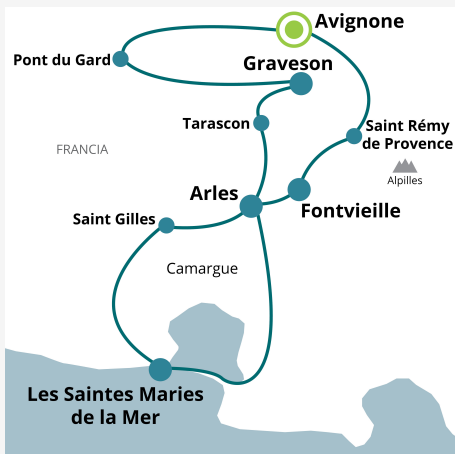 Avignone
Pont du Gard
Graveson
Tarascon
Saint Rémy
de Provence
FRANCIA
Alpilles
Arles
Fontvieille
Saint Gilles
Camargue
Les Saintes Maries
de la Mer